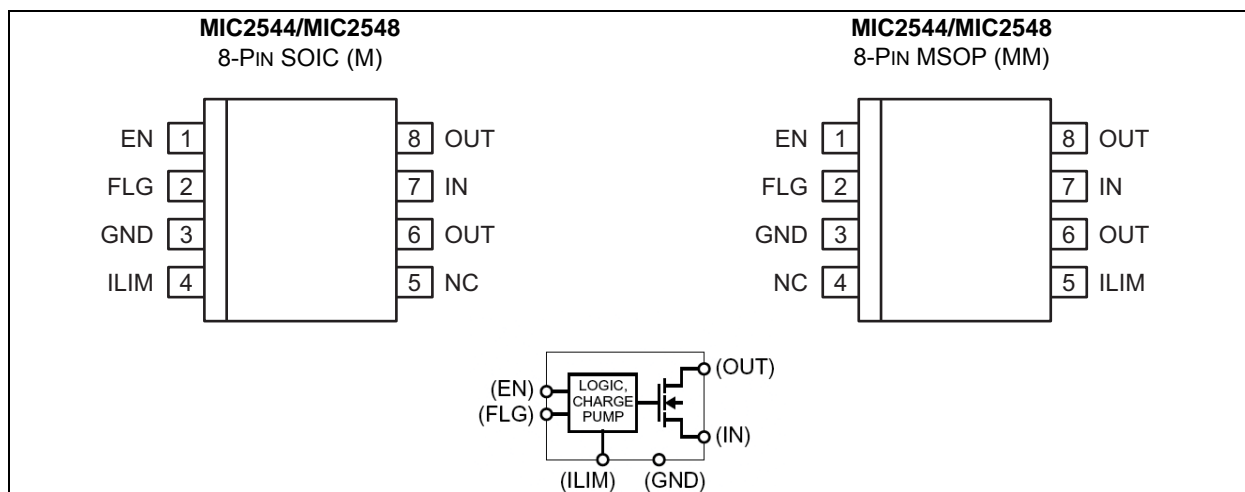 MIC2544/MIC2548
8-PIN SOIC (M)
EN 1
FLG 2
GND 3
ILIM 4
8 OUT
7 IN
6 OUT
5 NC
MIC2544/MIC2548
8-PIN MSOP (MM)
EN 1
FLG 2
GND 3
NC 4
8 OUT
7 IN
6 OUT
5 ILIM
(EN)
(FLG)
LOGIC,
CHARGE
PUMP
(OUT)
(IN)
(ILIM)
(GND)